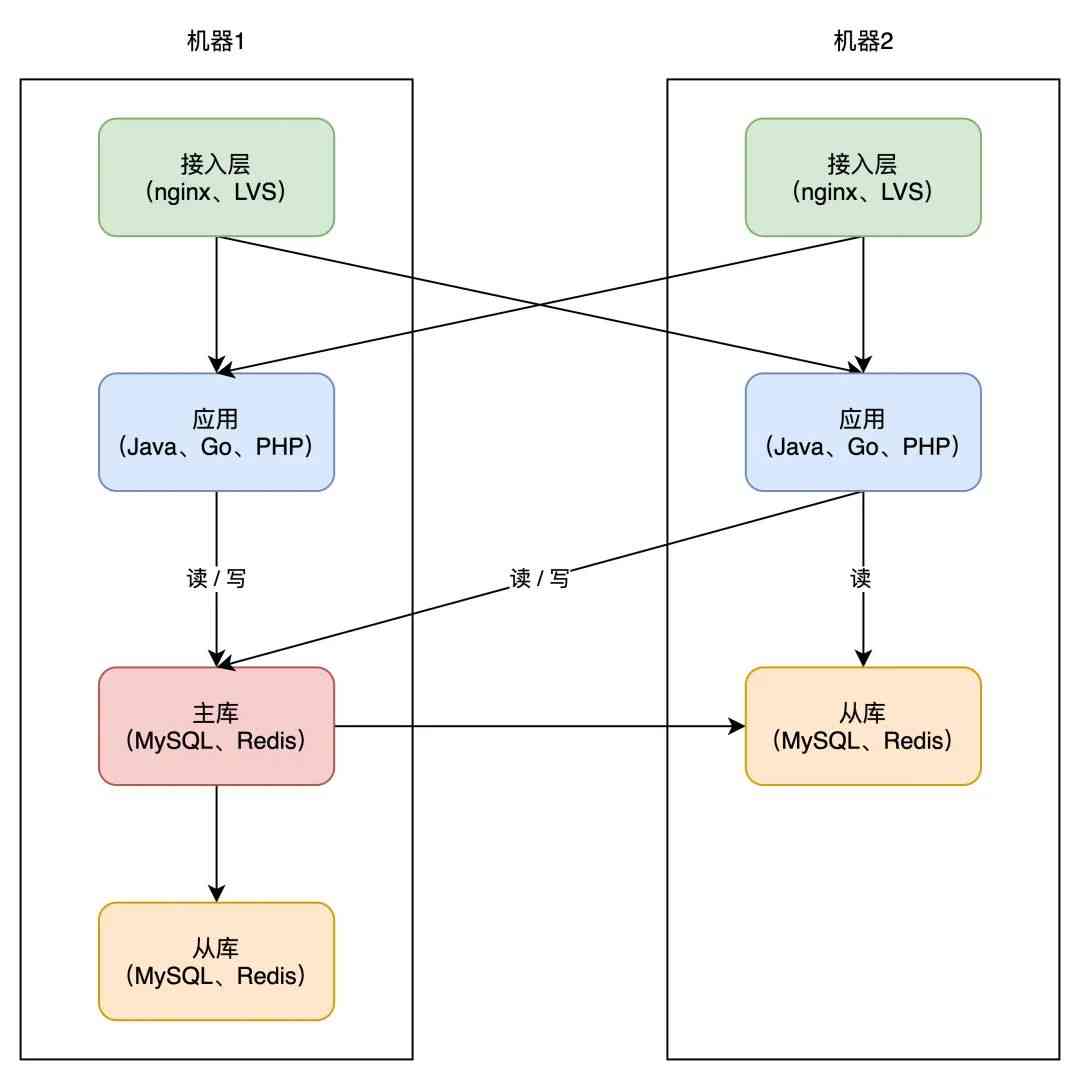 机器1
机器2
接入层
（nginx、LVS）
接入层
（nginx、LVS）
应用
（Java、Go、PHP）
应用
（Java、Go、PHP）
读 / 写
读 / 写
读
主库
（MySQL、Redis）
从库
（MySQL、Redis）
从库
（MySQL、Redis）